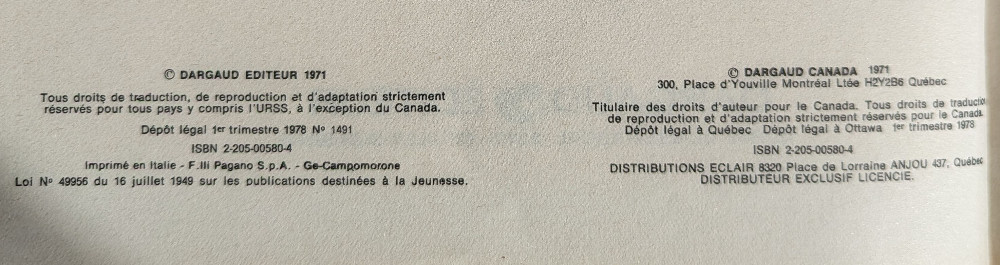 © DARGAUD EDITEUR 1971
Tous droits de traduction, de reproduction et d'adaptation strictement
réservés pour tous pays y compris l'URSS, à l'exception du Canada.
Dépôt légal 1er trimestre 1978 Nº 1491
ISBN 2-205-00580-4
Imprimé en Italie - F.lli Pagano S.p.A. - Ge-Campomorone
Loi Nº 49956 du 16 juillet 1949 sur les publications destinées à la Jeunesse.
© DARGAUD CANADA 1971
300, Place d'Youville Montréal Ltée H2Y2B6 Québec
Titulaire des droits d'auteur pour le Canada. Tous droits de traduction
de reproduction et d'adaptation strictement réservés pour le Canada.
Dépôt légal à Québec Dépôt légal à Ottawa 1er trimestre 1978
ISBN 2-205-00580-4
DISTRIBUTIONS ECLAIR 8320 Place de Lorraine ANJOU 437, Québec
DISTRIBUTEUR EXCLUSIF LICENCIE.